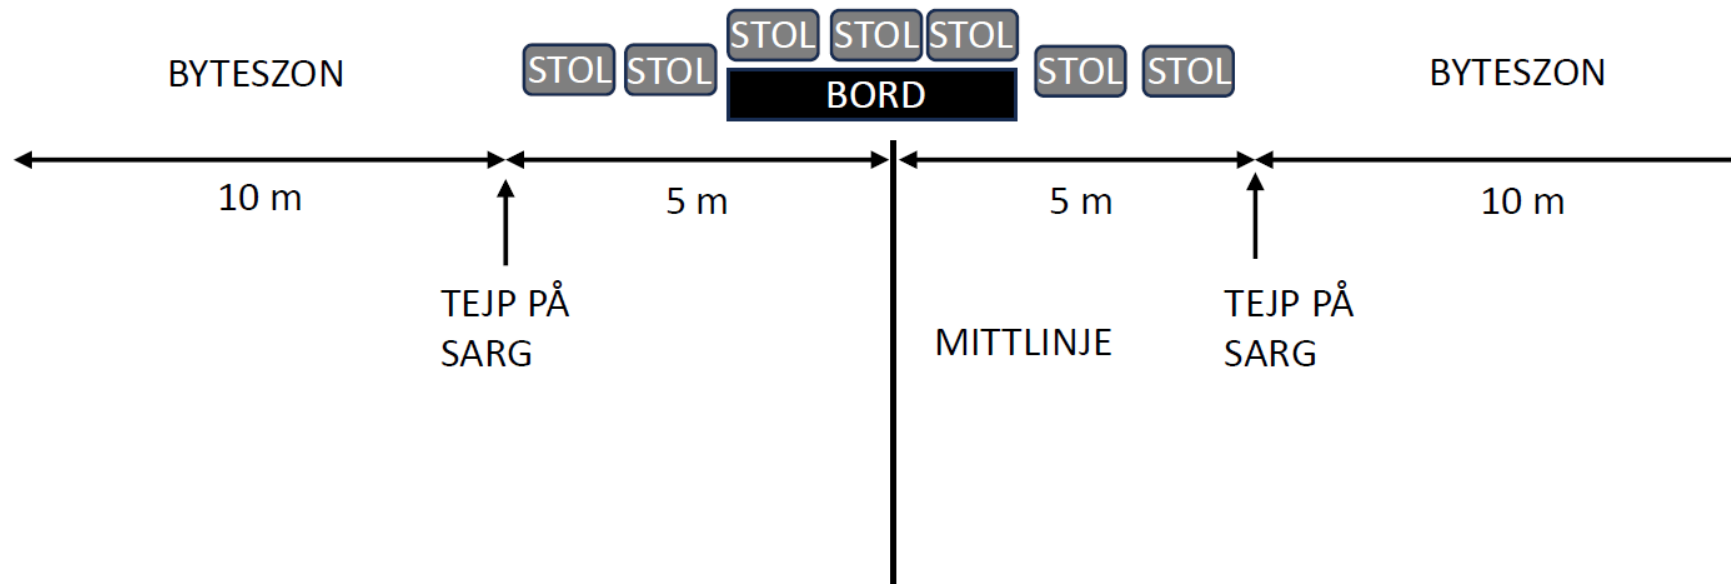 STOL STOL STOL
BYTESZON STOL STOL STOL STOL BYTESZON
BORD
10 m 5 m 5 m 10 m
TEJP PÅ
SARG
MITTLINJE
TEJP PÅ
SARG